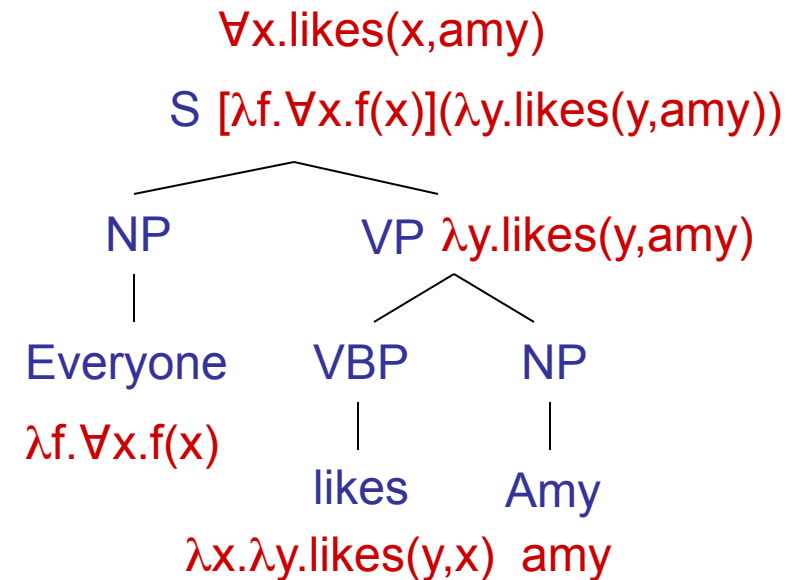 ∀x.likes(x,amy)
S [λf.∀x.f(x)](λy.likes(y,amy))
NP VP λy.likes(y,amy)
Everyone VBP NP
λf.∀x.f(x)
likes Amy
λx.λy.likes(y,x) amy